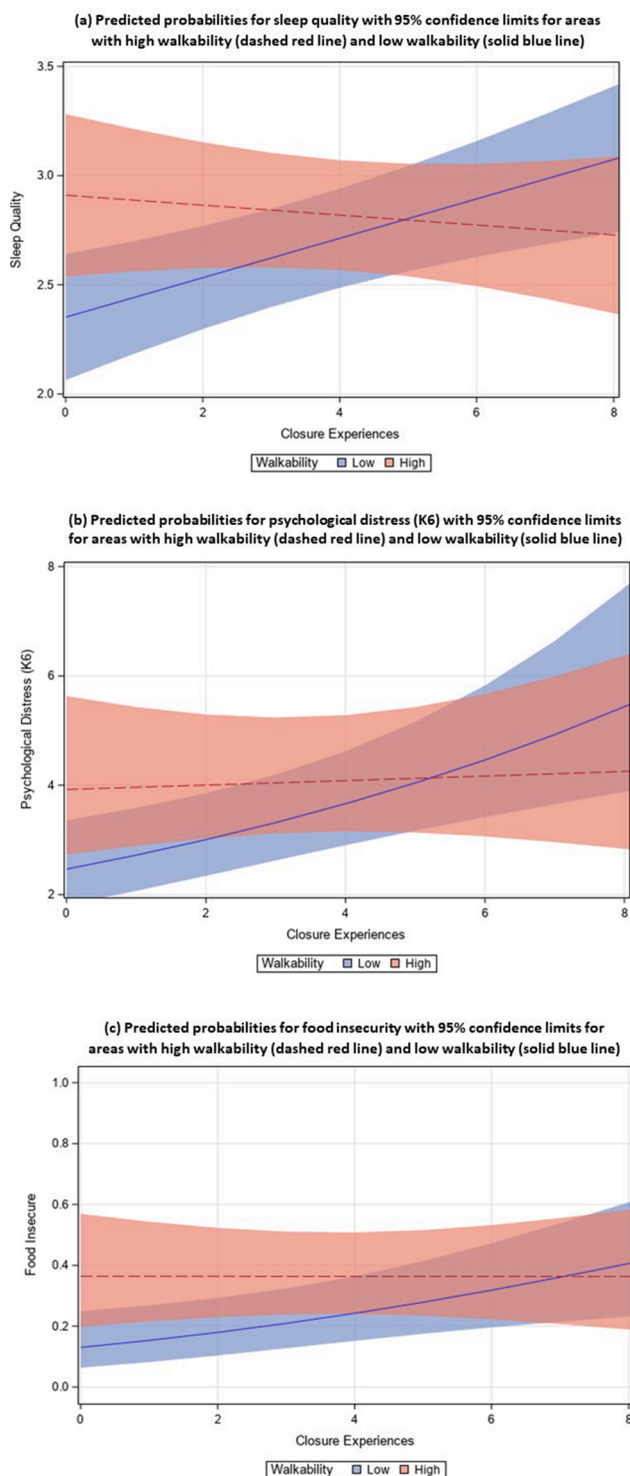 (a) Predicted probabilities for sleep quality with 95% confidence limits for areas
with high walkability (dashed red line) and low walkability (solid blue line)
3.5
3.0
2.5
2.0
Sleep Quality
0 2 4 6 8
Closure Experiences
Walkability Low High
(b) Predicted probabilities for psychological distress (K6) with 95% confidence limits
for areas with high walkability (dashed red line) and low walkability (solid blue line)
8
6
4
2
Psychological Distress (K6)
0 2 4 6 8
Closure Experiences
Walkability Low High
(c) Predicted probabilities for food insecurity with 95% confidence limits for
areas with high walkability (dashed red line) and low walkability (solid blue line)
1.0
0.8
0.6
0.4
0.2
0.0
Food Insecure
0 2 4 6 8
Closure Experiences
Walkability Low High